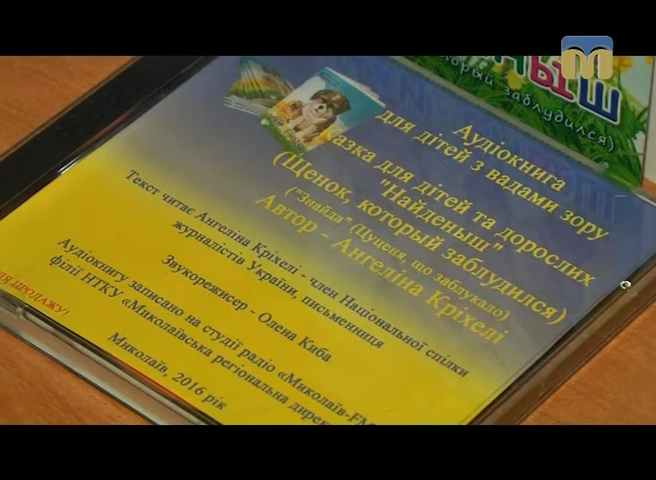 Аудіокнига
для дітей з вадами зору
казка для дітей та дорослих
"Найденыш"
(Щенок, который заблудился)
("Знайда" (Цуценя, що заблукало)
Автор - Ангеліна Кріхелі
Текст читає Ангеліна Кріхелі - член Національної спілки
журналістів України, письменниця
Звукорежисер - Олена Киба
Аудіокнигу записано на студії радіо «Миколаїв-FM
філії НТКУ «Миколаївська регіональна
Миколаїв, 2016 рік
ПРОДАЖУ!
заблудился)
М